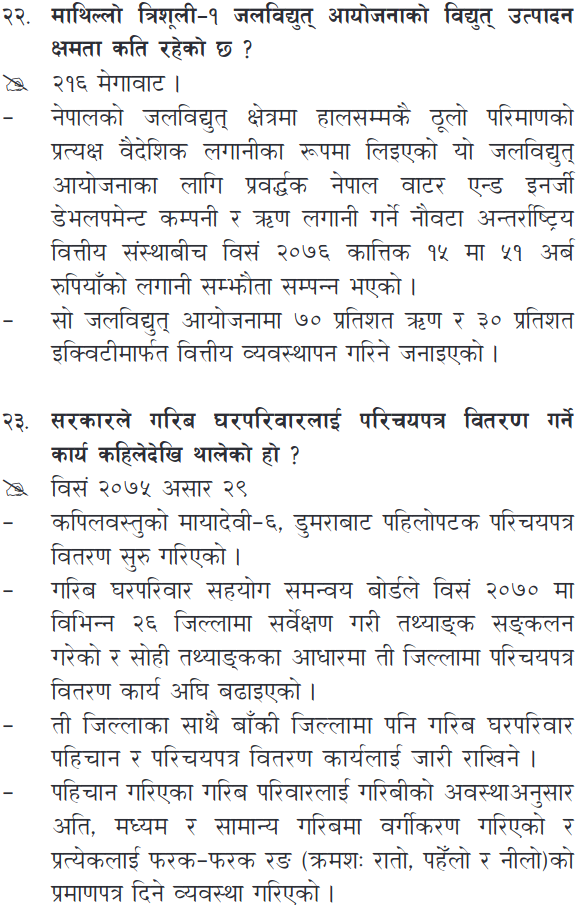 २२. माथिल्लो त्रिशूली-१ जलविद्युत् आयोजनाको विद्युत् उत्पादन
क्षमता कति रहेको छ ?
२१६ मेगावाट ।
– नेपालको जलविद्युत् क्षेत्रमा हालसम्मकै ठूलो परिमाणको
प्रत्यक्ष वैदेशिक लगानीका रूपमा लिइएको यो जलविद्युत्
आयोजनाका लागि प्रवर्द्धक नेपाल वाटर एन्ड इनर्जी
डेभलपमेन्ट कम्पनी र ऋण लगानी गर्ने नौवटा अन्तर्राष्ट्रिय
वित्तीय संस्थाबीच विसं २०७६ कात्तिक १५ मा ५१ अर्ब
रुपियाँको लगानी सम्झौता सम्पन्न भएको ।
– सो जलविद्युत् आयोजनामा ७० प्रतिशत ऋण र ३० प्रतिशत
इक्विटीमार्फत वित्तीय व्यवस्थापन गरिने जनाइएको ।
२३. सरकारले गरिब घरपरिवारलाई परिचयपत्र वितरण गर्ने
कार्य कहिलेदेखि थालेको हो ?
विसं २०७५ असार २९
– कपिलवस्तुको मायादेवी-६, डुमराबाट पहिलोपटक परिचयपत्र
वितरण सुरु गरिएको ।
– गरिब घरपरिवार सहयोग समन्वय बोर्डले विसं २०७० मा
विभिन्न २६ जिल्लामा सर्वेक्षण गरी तथ्याङ्क सङ्कलन
गरेको र सोही तथ्याङ्कका आधारमा ती जिल्लामा परिचयपत्र
वितरण कार्य अघि बढाइएको ।
– ती जिल्लाका साथै बाँकी जिल्लामा पनि गरिब घरपरिवार
पहिचान र परिचयपत्र वितरण कार्यलाई जारी राखिने ।
– पहिचान गरिएका गरिब परिवारलाई गरिबीको अवस्थाअनुसार
अति, मध्यम र सामान्य गरिबमा वर्गीकरण गरिएको र
प्रत्येकलाई फरक-फरक रङ (क्रमशः रातो, पहेँलो र नीलो)को
प्रमाणपत्र दिने व्यवस्था गरिएको ।